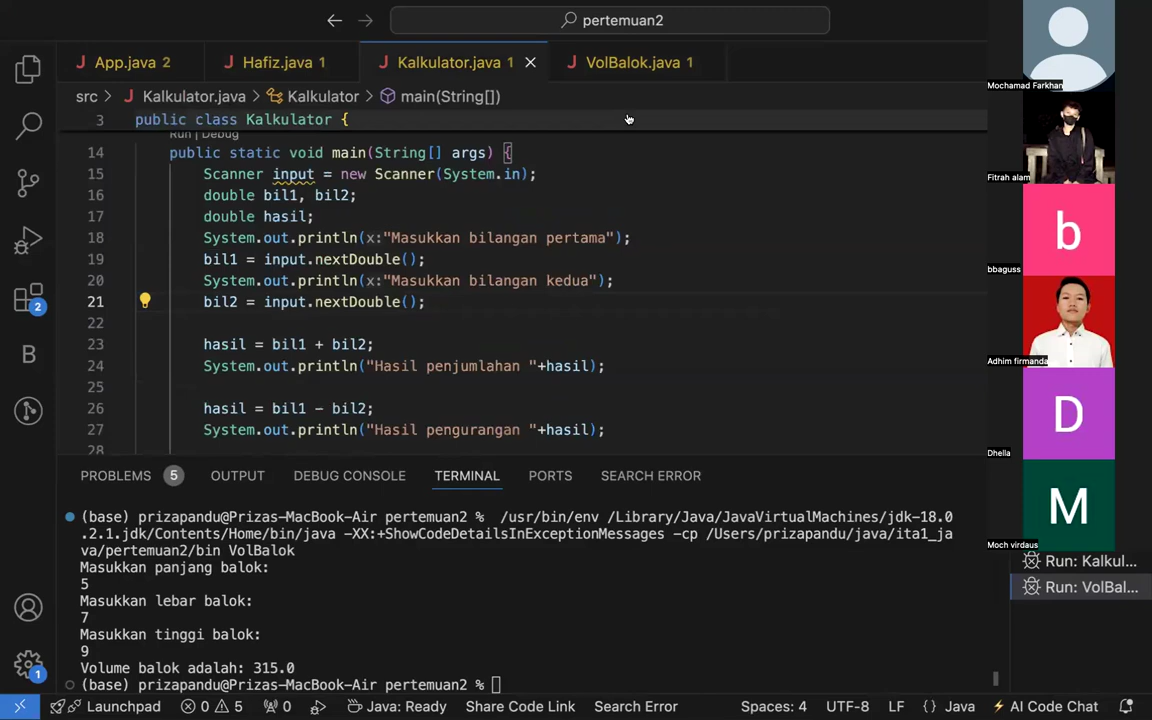 pertemuan2
App.java 2
Hafiz.java 1
Kalkulator.java 1
VolBalok.java 1
src > Kalkulator.java > Kalkulator > main(String[])
3 public class Kalkulator {
Run | Debug
14 public static void main(String[] args) {
15 Scanner input = new Scanner(System.in);
16 double bil1, bil2;
17 double hasil;
18 System.out.println(x:"Masukkan bilangan pertama");
19 bil1 = input.nextDouble();
20 System.out.println(x:"Masukkan bilangan kedua");
21 bil2 = input.nextDouble();
22
23 hasil = bil1 + bil2;
24 System.out.println("Hasil penjumlahan "+hasil);
25
26 hasil = bil1 - bil2;
27 System.out.println("Hasil pengurangan "+hasil);
28
2
B
PROBLEMS 5 OUTPUT DEBUG CONSOLE TERMINAL PORTS SEARCH ERROR
(base) prizapandu@Prizas-MacBook-Air pertemuan2 % /usr/bin/env /Library/Java/JavaVirtualMachines/jdk-18.0
.2.1.jdk/Contents/Home/bin/java -XX:+ShowCodeDetailsInExceptionMessages -cp /Users/prizapandu/java/ita1_ja
va/pertemuan2/bin VolBalok
Masukkan panjang balok:
5
Masukkan lebar balok:
7
Masukkan tinggi balok:
9
Volume balok adalah: 315.0
(base) prizapandu@Prizas-MacBook-Air pertemuan2 %
Run: Kalkul...
Run: VolBal...
1
Launchpad 0 5 0 Java: Ready Share Code Link Search Error Spaces: 4 UTF-8 LF {} Java AI Code Chat
Mochamad Farkhan
Fitrah alam
b
bbaguss
Adhim firmanda
D
Dhella
M
Moch virdaus